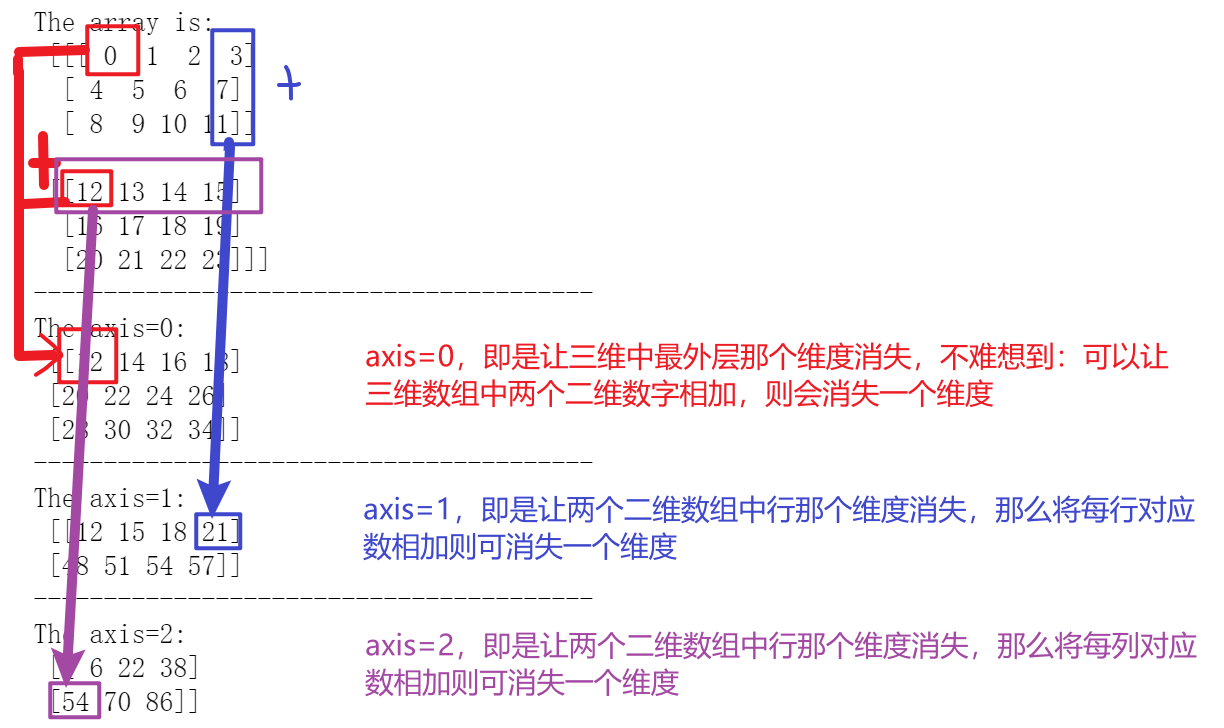 The array is:
[[[ 0 1 2 3]
[ 4 5 6 7]
[ 8 9 10 11]]
+
+
[[12 13 14 15]
[16 17 18 19]
[20 21 22 23]]]
----------------------------------------
The axis=0:
[[12 14 16 18]
[20 22 24 26]
[28 30 32 34]]
axis=0，即是让三维中最外层那个维度消失，不难想到：可以让
三维数组中两个二维数字相加，则会消失一个维度
----------------------------------------
The axis=1:
[[12 15 18 21]
[48 51 54 57]]
axis=1，即是让两个二维数组中行那个维度消失，那么将每行对应
数相加则可消失一个维度
----------------------------------------
The axis=2:
[[ 6 22 38]
[54 70 86]]
axis=2，即是让两个二维数组中行那个维度消失，那么将每列对应
数相加则可消失一个维度